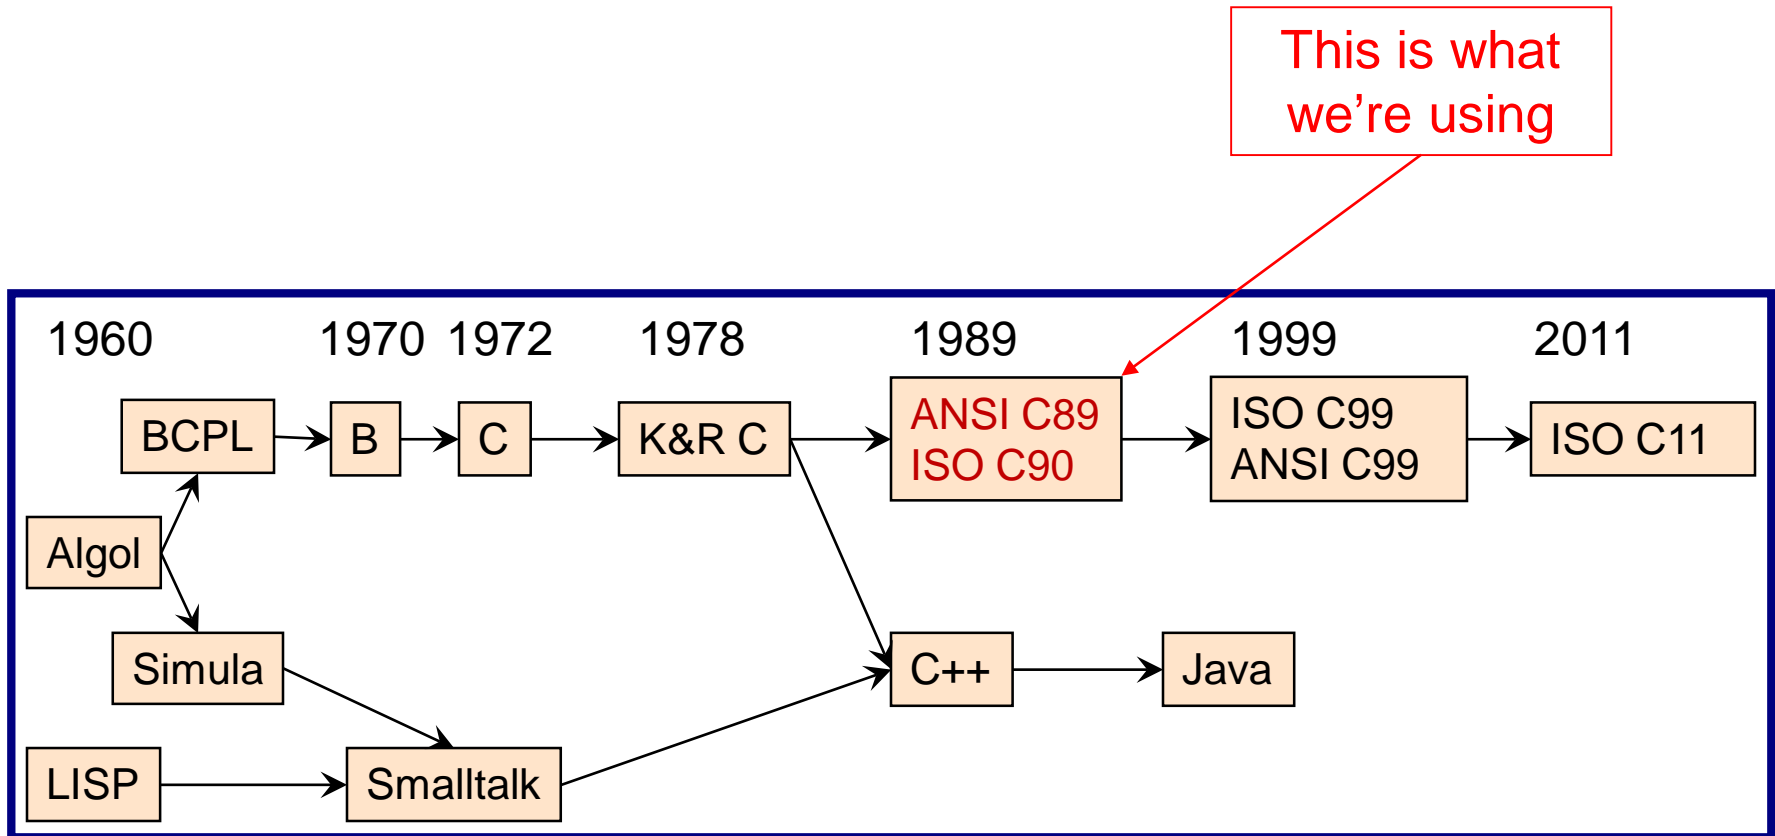 This is what
we’re using
1960 1970 1972 1978 1989 1999 2011
BCPL B C K&R C ANSI C89 ISO C99 ISO C11
ISO C90 ANSI C99
Algol
Simula C++ Java
LISP Smalltalk